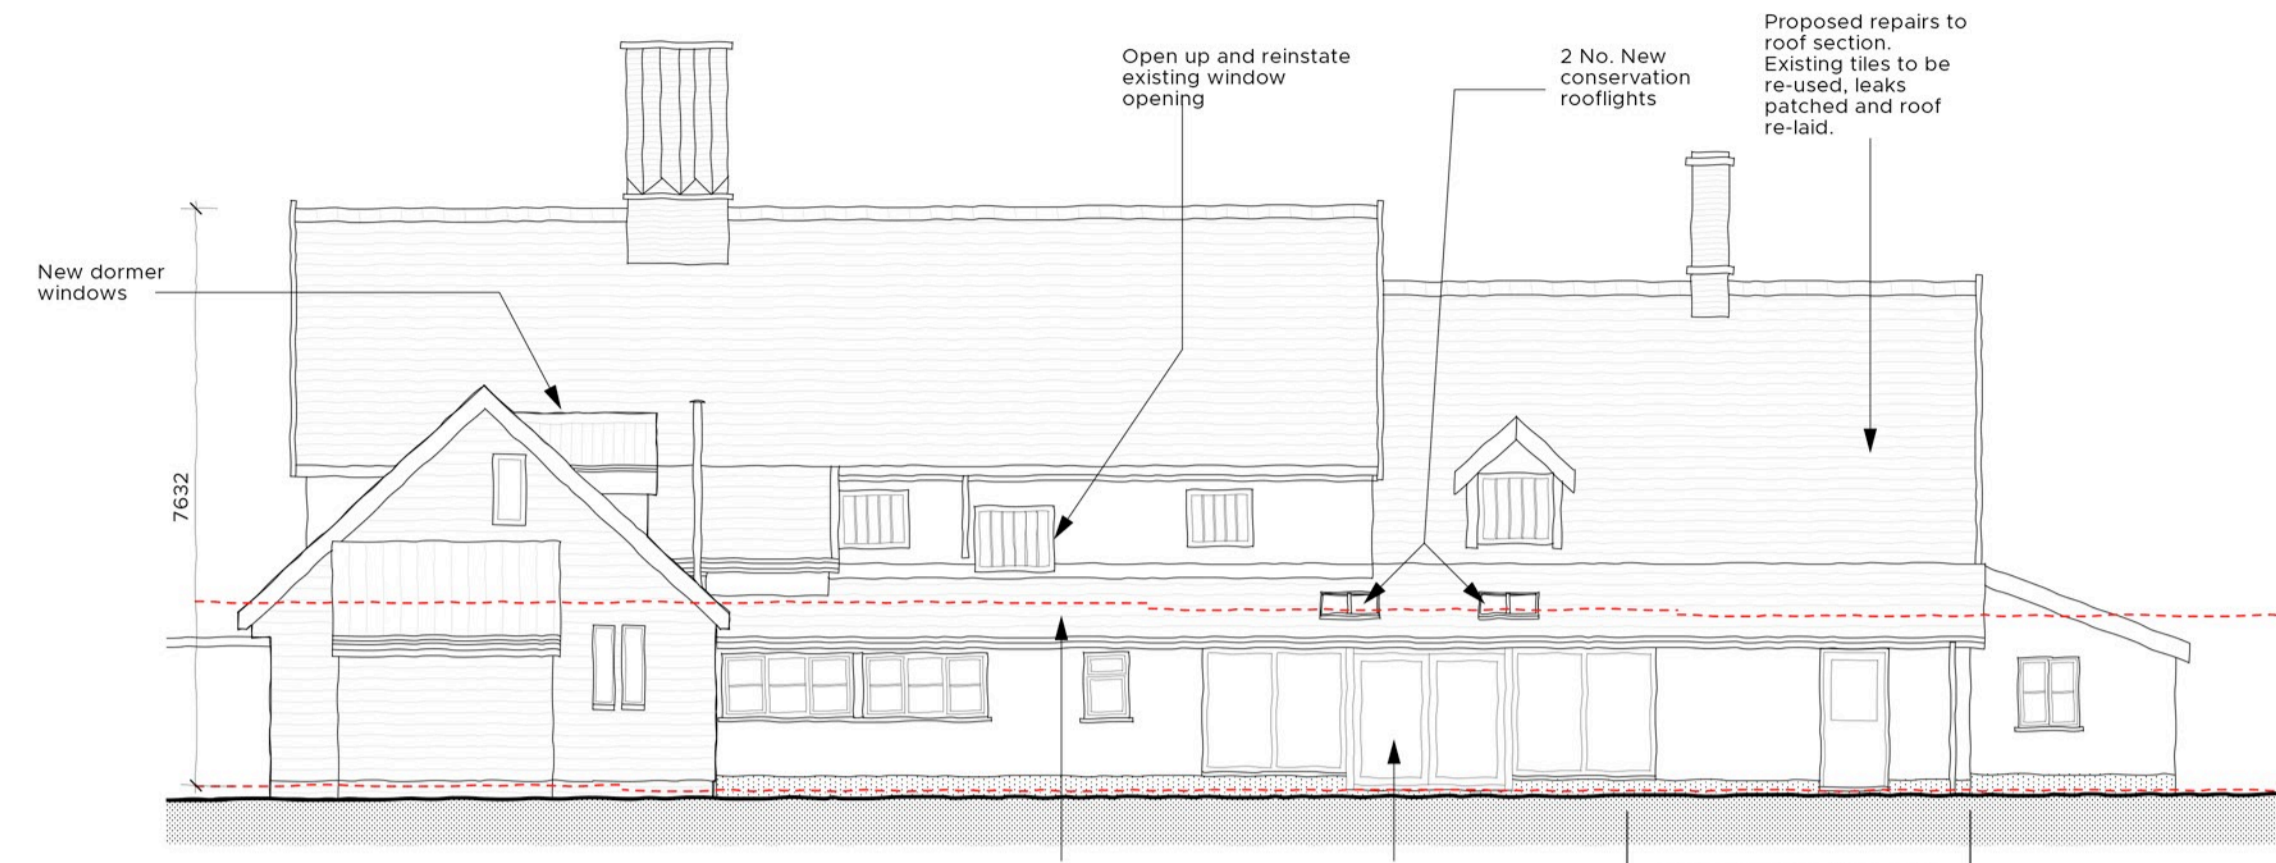 Proposed repairs to
roof section.
Existing tiles to be
re-used, leaks
patched and roof
re-laid.
Open up and reinstate
existing window
opening
2 No. New
conservation
rooflights
New dormer
windows
7632